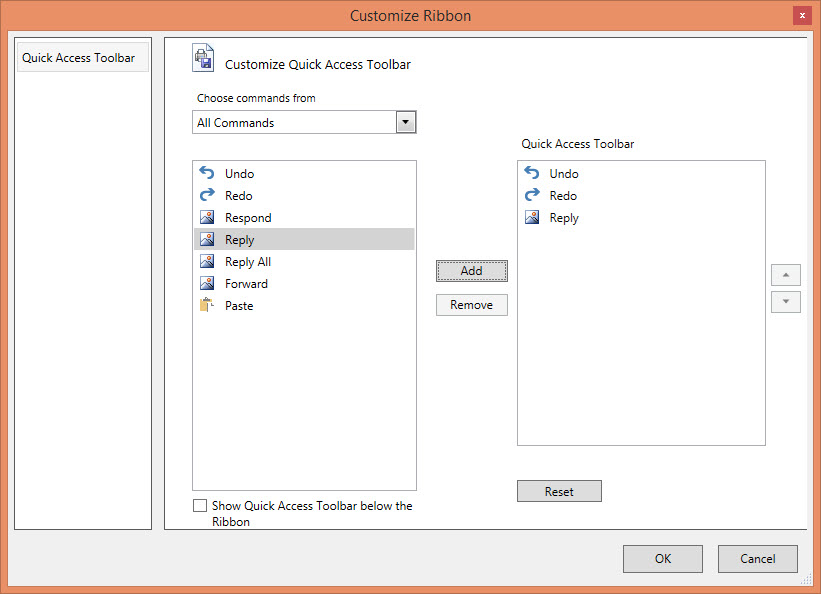 Customize Ribbon
x
Quick Access Toolbar
Customize Quick Access Toolbar
Choose commands from
All Commands
Undo
Redo
Respond
Reply
Reply All
Forward
Paste
Show Quick Access Toolbar below the
Ribbon
Add
Remove
Quick Access Toolbar
Undo
Redo
Reply
Reset
OK
Cancel